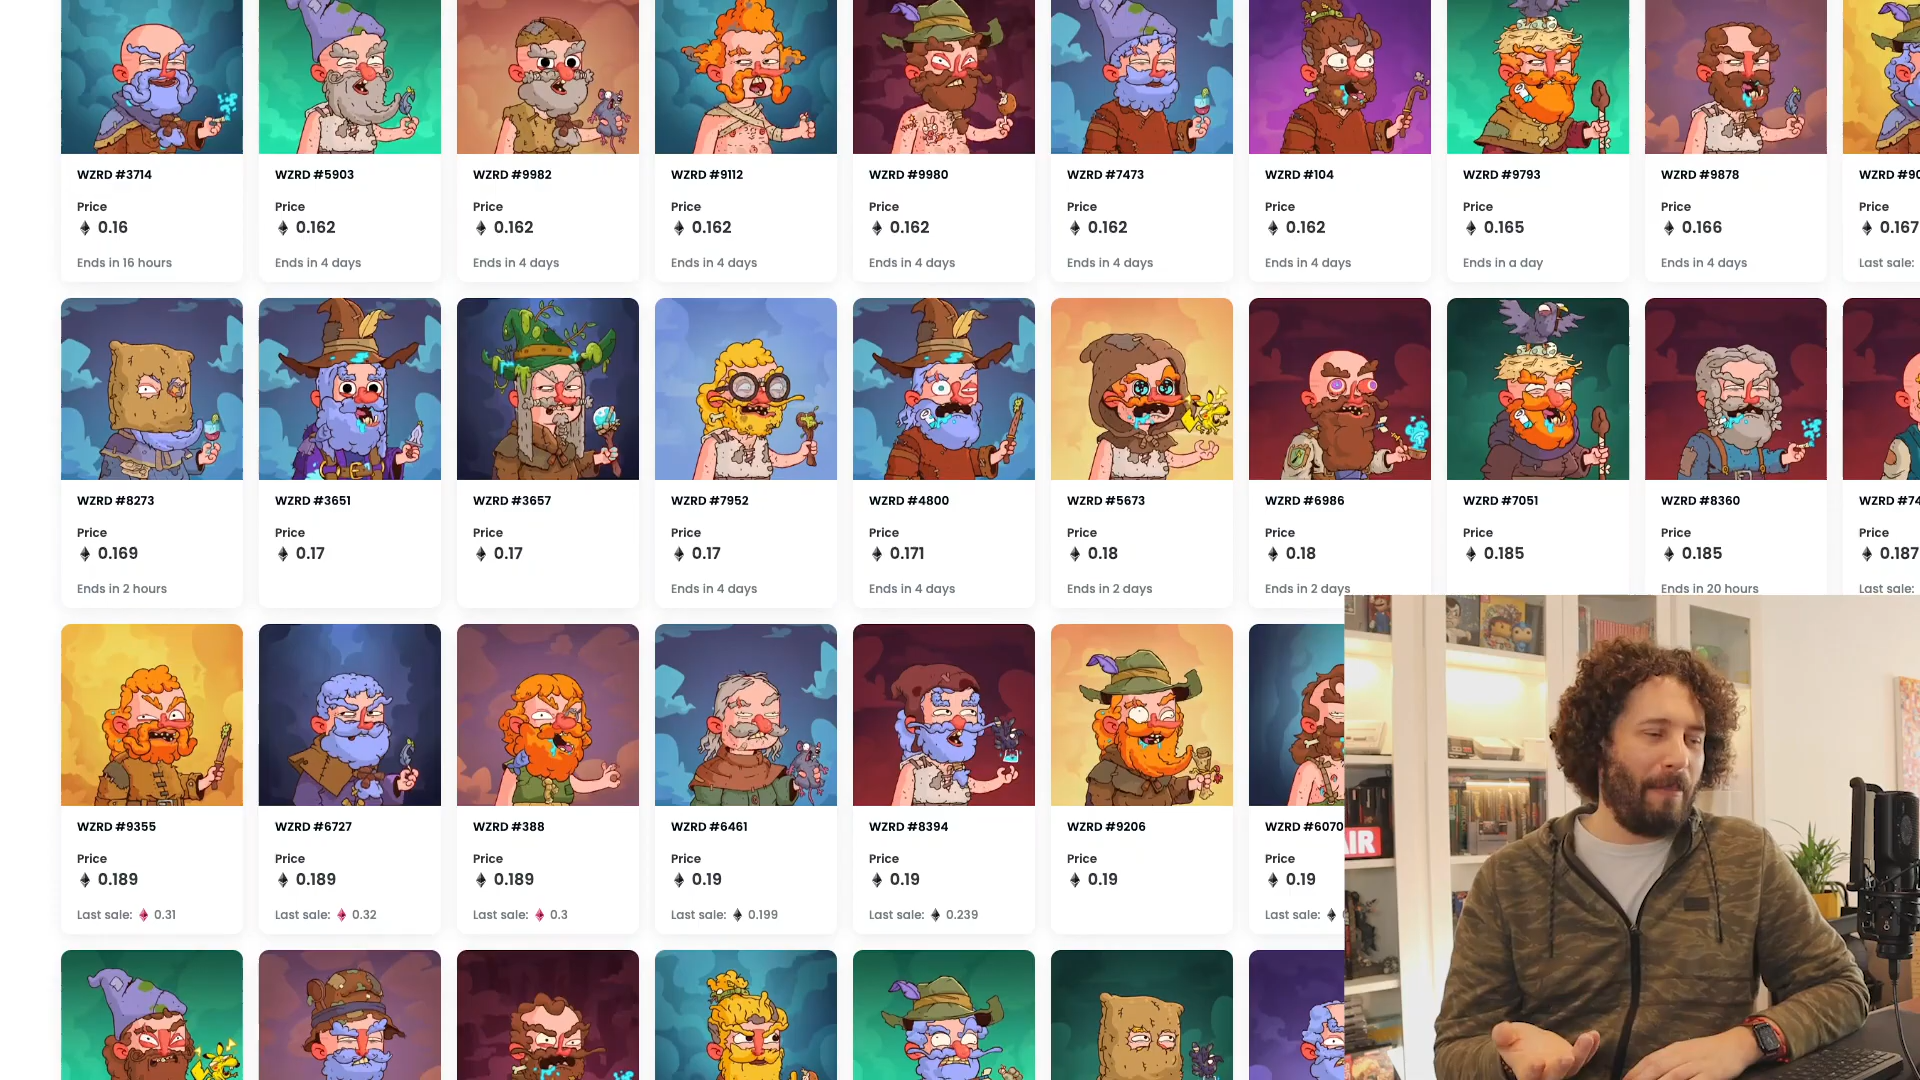 WZRD #3714
Price
0.16
Ends in 16 hours
WZRD #5903
Price
0.162
Ends in 4 days
WZRD #9982
Price
0.162
Ends in 4 days
WZRD #9112
Price
0.162
Ends in 4 days
WZRD #9980
Price
0.162
Ends in 4 days
WZRD #7473
Price
0.162
Ends in 4 days
WZRD #104
Price
0.162
Ends in 4 days
WZRD #9793
Price
0.165
Ends in a day
WZRD #9878
Price
0.166
Ends in 4 days
WZRD #90
Price
0.167
Last sale:
WZRD #8273
Price
0.169
Ends in 2 hours
WZRD #3651
Price
0.17
WZRD #3657
Price
0.17
WZRD #7952
Price
0.17
Ends in 4 days
WZRD #4800
Price
0.171
Ends in 4 days
WZRD #5673
Price
0.18
Ends in 2 days
WZRD #6986
Price
0.18
Ends in 2 days
WZRD #7051
Price
0.185
WZRD #8360
Price
0.185
Ends in 20 hours
WZRD #74
Price
0.187
Last sale:
WZRD #9355
Price
0.189
Last sale: 0.31
WZRD #6727
Price
0.189
Last sale: 0.32
WZRD #388
Price
0.189
Last sale: 0.3
WZRD #6461
Price
0.19
Last sale: 0.199
WZRD #8394
Price
0.19
Last sale: 0.239
WZRD #9206
Price
0.19
WZRD #6070
Price
0.19
Last sale:
AIR